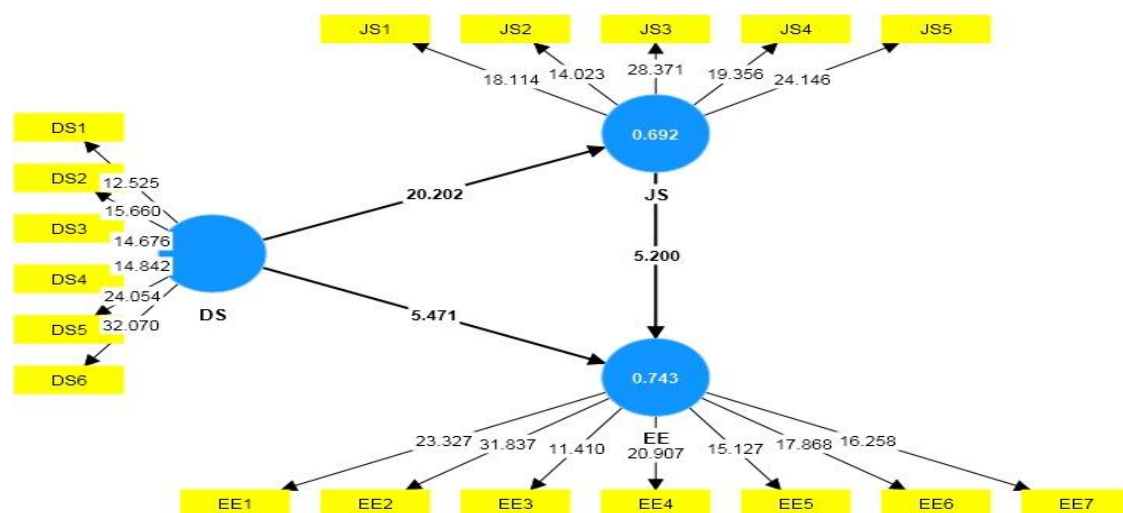 JS1 JS2 JS3 JS4 JS5
18.114 14.023 28.371 19.356 24.146
DS1
DS2
DS3
DS4
DS5
DS6
12.525
15.660
14.676
14.842
24.054
32.070
DS
20.202
0.692
JS
5.200
5.471
0.743
EE
23.327 31.837 11.410 20.907 15.127 17.868 16.258
EE1 EE2 EE3 EE4 EE5 EE6 EE7